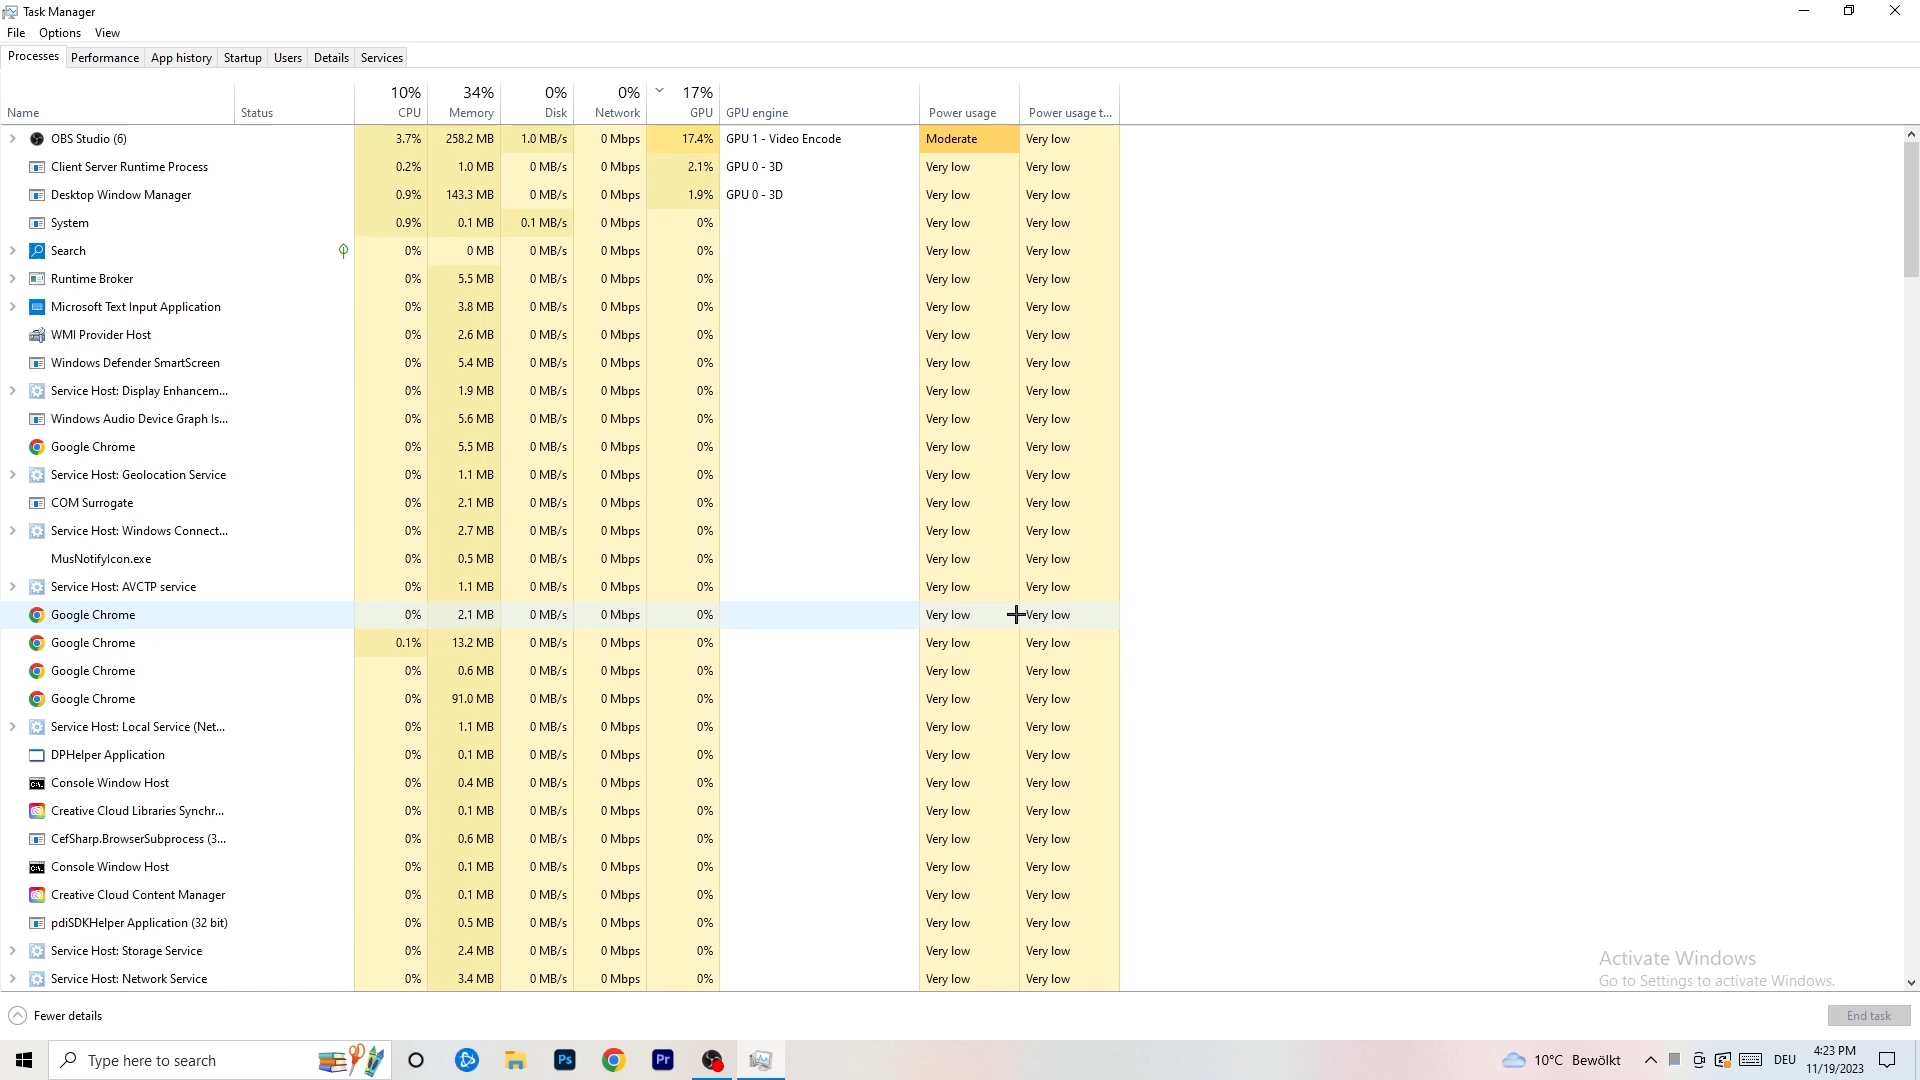 Task Manager
File Options View
Processes Performance App history Startup Users Details Services
10% 34% 0% 0% 17%
Name Status CPU Memory Disk Network GPU GPU engine Power usage Power usage t...
OBS Studio (6) 3.7% 258.2 MB 1.0 MB/s 0 Mbps 17.4% GPU 1 - Video Encode Moderate Very low
Client Server Runtime Process 0.2% 1.0 MB 0 MB/s 0 Mbps 2.1% GPU 0 - 3D Very low Very low
Desktop Window Manager 0.9% 143.3 MB 0 MB/s 0 Mbps 1.9% GPU 0 - 3D Very low Very low
System 0.9% 0.1 MB 0.1 MB/s 0 Mbps 0% Very low Very low
Search 0% 0 MB 0 MB/s 0 Mbps 0% Very low Very low
Runtime Broker 0% 5.5 MB 0 MB/s 0 Mbps 0% Very low Very low
Microsoft Text Input Application 0% 3.8 MB 0 MB/s 0 Mbps 0% Very low Very low
WMI Provider Host 0% 2.6 MB 0 MB/s 0 Mbps 0% Very low Very low
Windows Defender SmartScreen 0% 5.4 MB 0 MB/s 0 Mbps 0% Very low Very low
Service Host: Display Enhancem... 0% 1.9 MB 0 MB/s 0 Mbps 0% Very low Very low
Windows Audio Device Graph Is... 0% 5.6 MB 0 MB/s 0 Mbps 0% Very low Very low
Google Chrome 0% 5.5 MB 0 MB/s 0 Mbps 0% Very low Very low
Service Host: Geolocation Service 0% 1.1 MB 0 MB/s 0 Mbps 0% Very low Very low
COM Surrogate 0% 2.1 MB 0 MB/s 0 Mbps 0% Very low Very low
Service Host: Windows Connect... 0% 2.7 MB 0 MB/s 0 Mbps 0% Very low Very low
MusNotifyIcon.exe 0% 0.5 MB 0 MB/s 0 Mbps 0% Very low Very low
Service Host: AVCTP service 0% 1.1 MB 0 MB/s 0 Mbps 0% Very low Very low
Google Chrome 0% 2.1 MB 0 MB/s 0 Mbps 0% Very low Very low
Google Chrome 0.1% 13.2 MB 0 MB/s 0 Mbps 0% Very low Very low
Google Chrome 0% 0.6 MB 0 MB/s 0 Mbps 0% Very low Very low
Google Chrome 0% 91.0 MB 0 MB/s 0 Mbps 0% Very low Very low
Service Host: Local Service (Net... 0% 1.1 MB 0 MB/s 0 Mbps 0% Very low Very low
DPHelper Application 0% 0.1 MB 0 MB/s 0 Mbps 0% Very low Very low
Console Window Host 0% 0.4 MB 0 MB/s 0 Mbps 0% Very low Very low
Creative Cloud Libraries Synchr... 0% 0.1 MB 0 MB/s 0 Mbps 0% Very low Very low
CefSharp.BrowserSubprocess (3... 0% 0.6 MB 0 MB/s 0 Mbps 0% Very low Very low
Console Window Host 0% 0.1 MB 0 MB/s 0 Mbps 0% Very low Very low
Creative Cloud Content Manager 0% 0.1 MB 0 MB/s 0 Mbps 0% Very low Very low
pdiSDKHelper Application (32 bit) 0% 0.5 MB 0 MB/s 0 Mbps 0% Very low Very low
Service Host: Storage Service 0% 2.4 MB 0 MB/s 0 Mbps 0% Very low Very low
Service Host: Network Service 0% 3.4 MB 0 MB/s 0 Mbps 0% Very low Very low
Activate Windows
Go to Settings to activate Windows.
Fewer details End task
Type here to search Ps Pr 10°C Bewölkt DEU 4:23 PM
11/19/2023